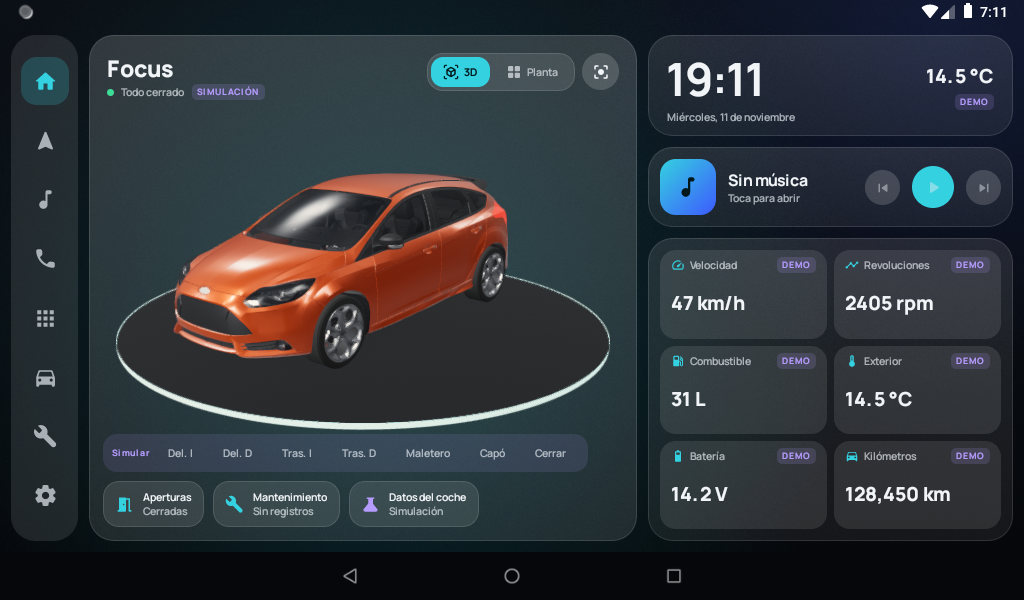 7:11
Focus
Todo cerrado
SIMULACIÓN
3D
Planta
19:11
Miércoles, 11 de noviembre
14.5 °C
DEMO
Sin música
Toca para abrir
Velocidad
DEMO
47 km/h
Revoluciones
DEMO
2405 rpm
Combustible
DEMO
31 L
Exterior
DEMO
14.5 °C
Batería
DEMO
14.2 V
Kilómetros
DEMO
128,450 km
Simular
Del. I
Del. D
Tras. I
Tras. D
Maletero
Capó
Cerrar
Aperturas
Cerradas
Mantenimiento
Sin registros
Datos del coche
Simulación